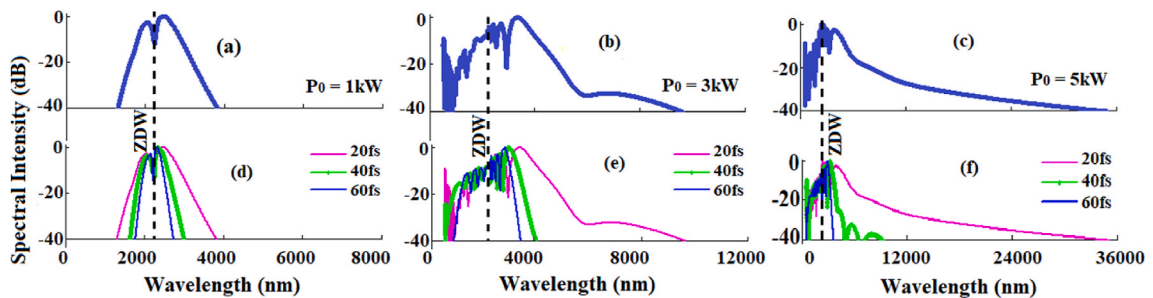 0
-20
-40
(a)
P0 = 1kW
0
-20
-40
(b)
P0 = 3kW
0
-20
-40
(c)
P0 = 5kW
Spectral Intensity (dB)
0
-20
-40
ZDW
(d)
20fs
40fs
60fs
0 2000 4000 6000 8000
Wavelength (nm)
0
-20
-40
ZDW
(e)
20fs
40fs
60fs
0 4000 8000 12000
Wavelength (nm)
0
-20
-40
ZDW
(f)
20fs
40fs
60fs
0 12000 24000 36000
Wavelength (nm)